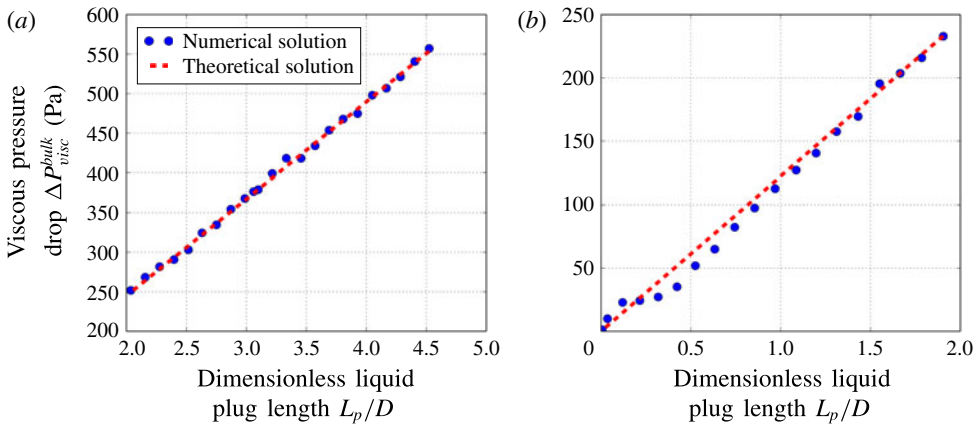 (a)
600
550
500
450
400
350
300
250
200
Numerical solution
Theoretical solution
2.0 2.5 3.0 3.5 4.0 4.5 5.0
Viscous pressure
drop ΔP^{bulk}_{visc} (Pa)
Dimensionless liquid
plug length L_p/D
(b)
250
200
150
100
50
0 0.5 1.0 1.5 2.0
Dimensionless liquid
plug length L_p/D